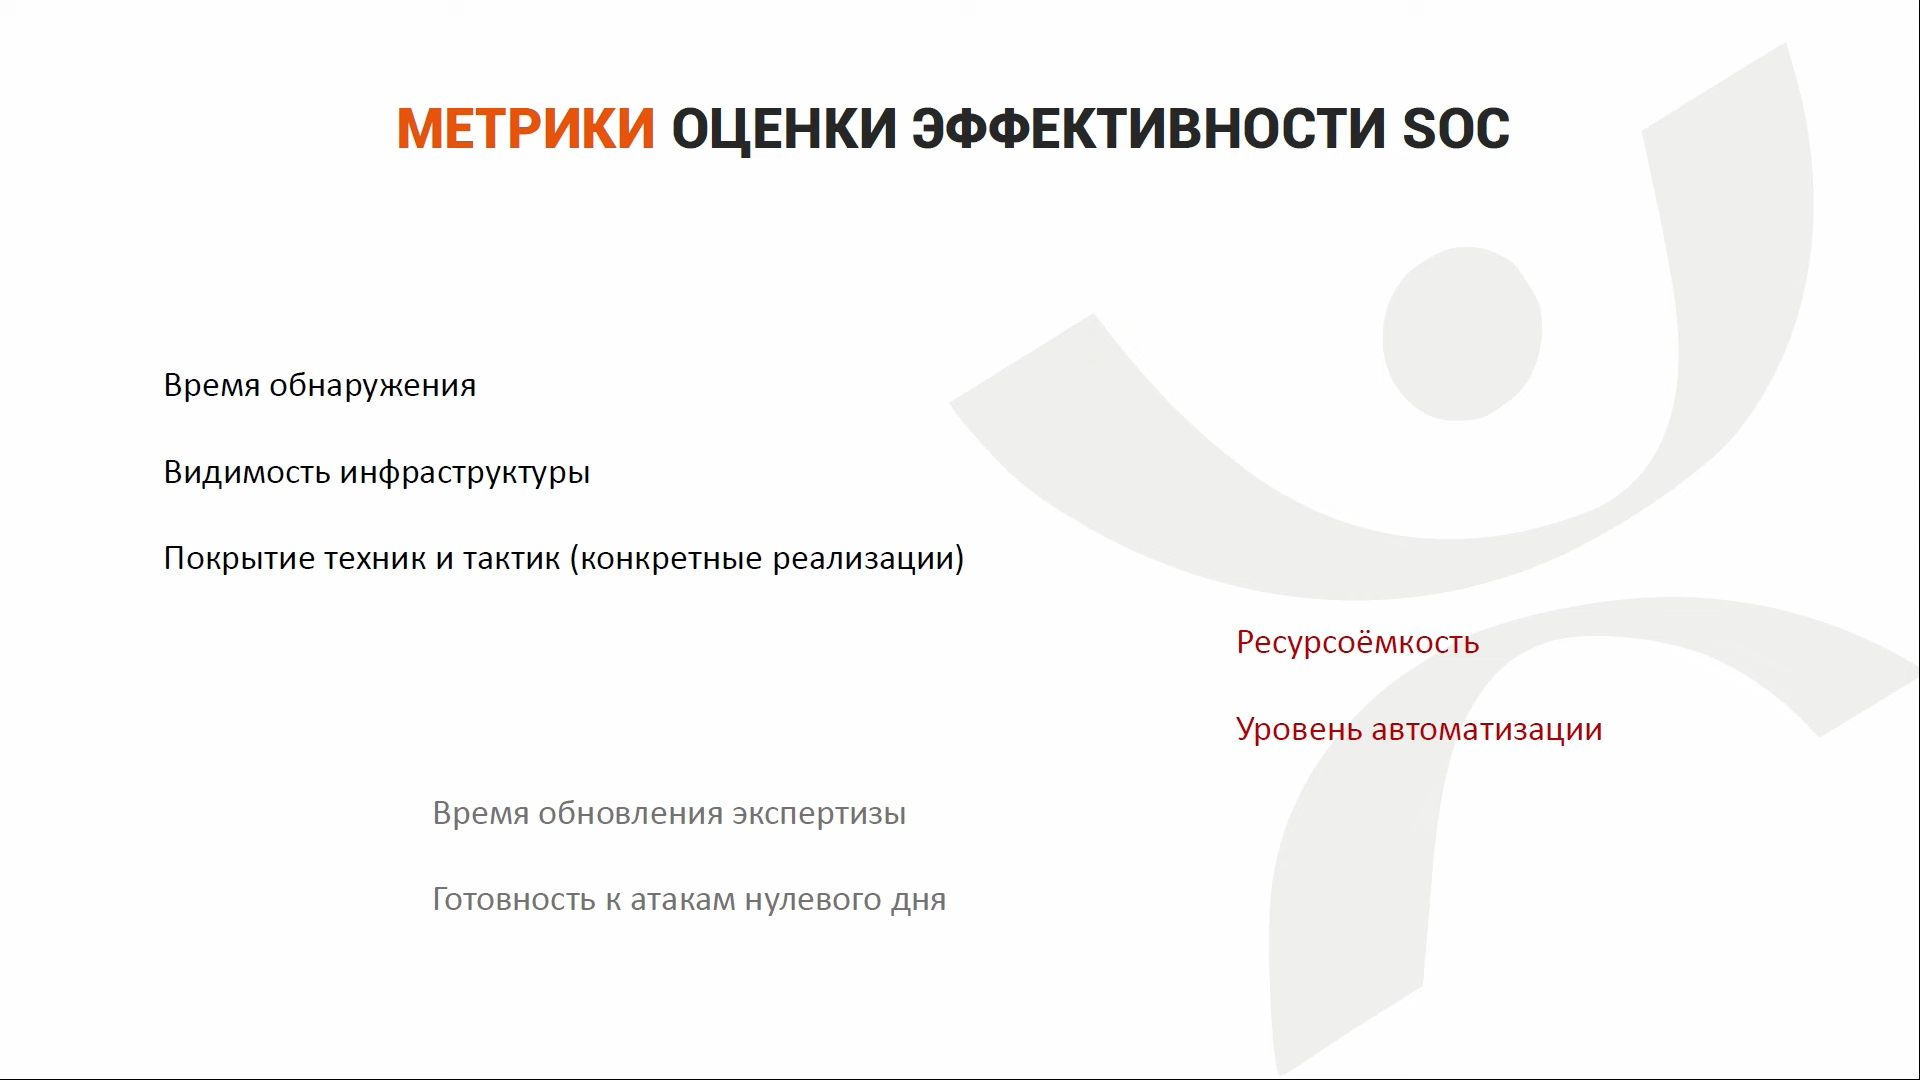 МЕТРИКИ ОЦЕНКИ ЭФФЕКТИВНОСТИ SOC
Время обнаружения
Видимость инфраструктуры
Покрытие техник и тактик (конкретные реализации)
Ресурсоёмкость
Уровень автоматизации
Время обновления экспертизы
Готовность к атакам нулевого дня